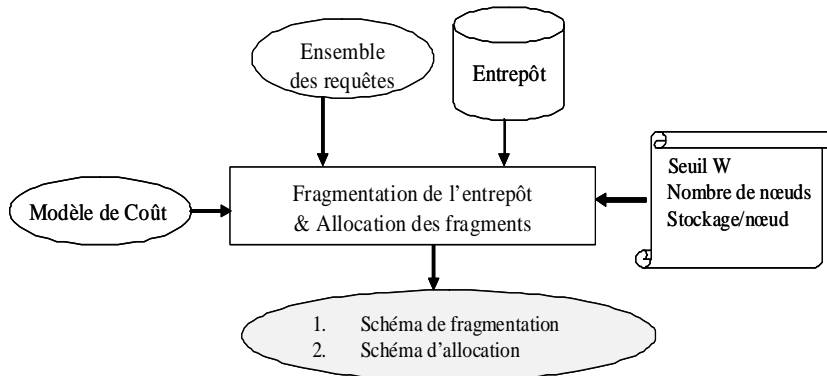 Ensemble
des requêtes
Entrepôt
Seuil W
Nombre de nœuds
Stockage/nœud
Modèle de Coût
Fragmentation de l'entrepôt
& Allocation des fragments
1. Schéma de fragmentation
2. Schéma d'allocation